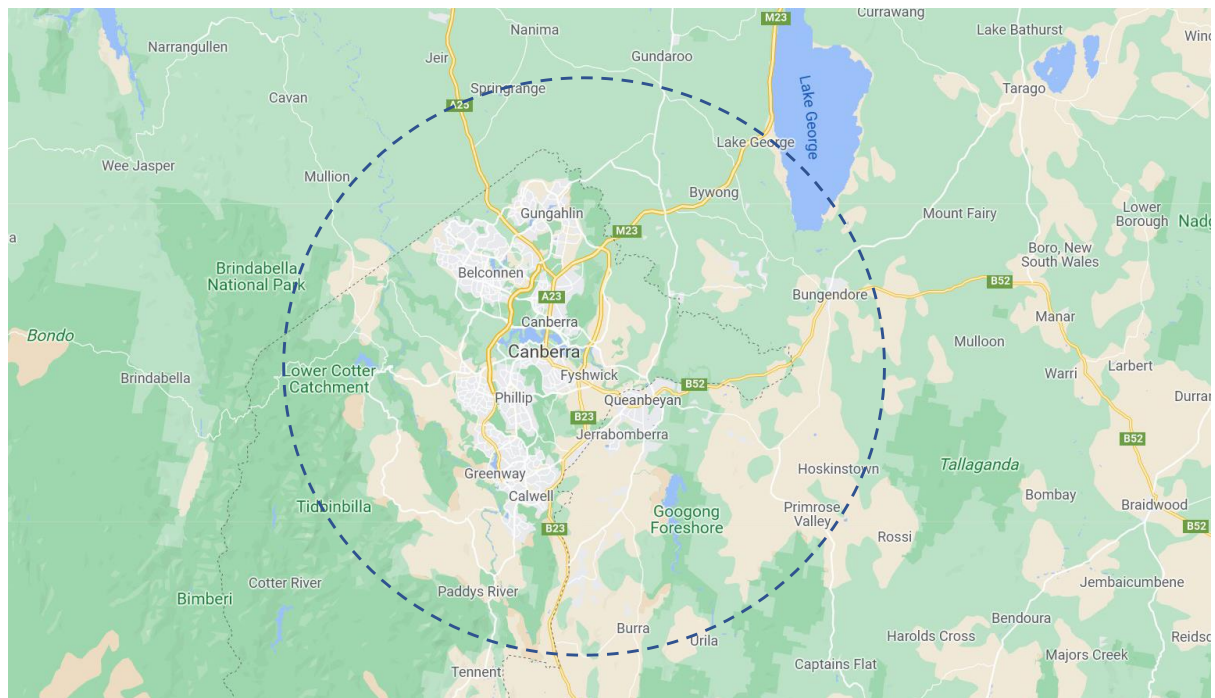 Narrangullen
Nanima
M23
Currawang
Lake Bathurst
Jeir
Gundaroo
Cavan
Springrange
A25
Lake George
Tarago
Wee Jasper
Lake George
Mullion
Bywong
Gungahlin
M23
Mount Fairy
Lower
Borough
Belconnen
Brindabella
National Park
Boro, New
South Wales
A23
Bungendore
B52
Bondo
Canberra
Canberra
Manar
Mulloon
Brindabella
Lower Cotter
Catchment
Fyshwick
Phillip
B52
Queanbeyan
Warri
Larbert
B23
Jerrabomberra
B52
Greenway
Calwell
Hoskinstown
Tallaganda
Tidbinbilla
Googong
Foreshore
Primrose
Valley
Bombay
Braidwood
B23
Rossi
B52
Cotter River
Bimberi
Paddys River
Jembaicumbene
Burra
Urila
Harolds Cross
Bendoura
Tennent
Captains Flat
Majors Creek